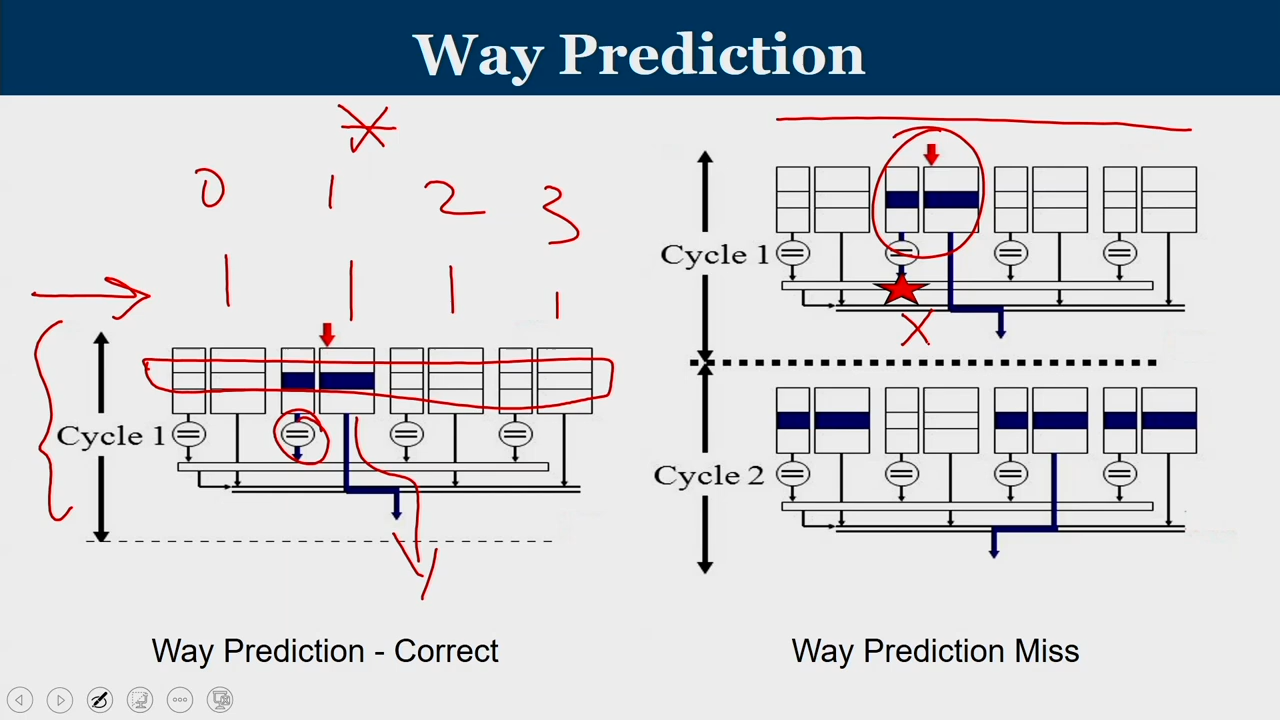 Way Prediction
0 1 2 3
Cycle 1
Way Prediction - Correct
Cycle 1
Cycle 2
Way Prediction Miss